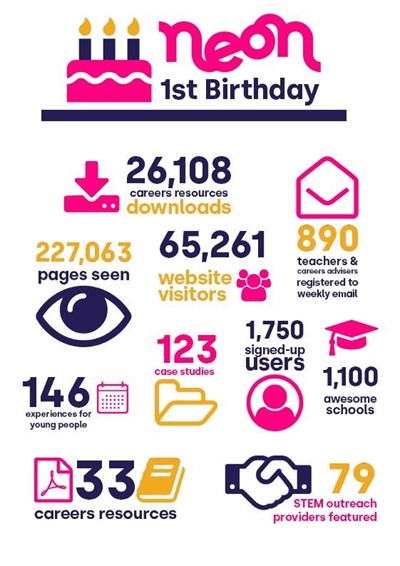 neon
1st Birthday
26,108
careers resources
downloads
890
teachers &
careers advisers
registered to
weekly email
227,063
pages seen
65,261
website
visitors
123
case studies
1,750
signed-up
users
1,100
awesome
schools
146
experiences for
young people
33
careers resources
79
STEM outreach
providers featured